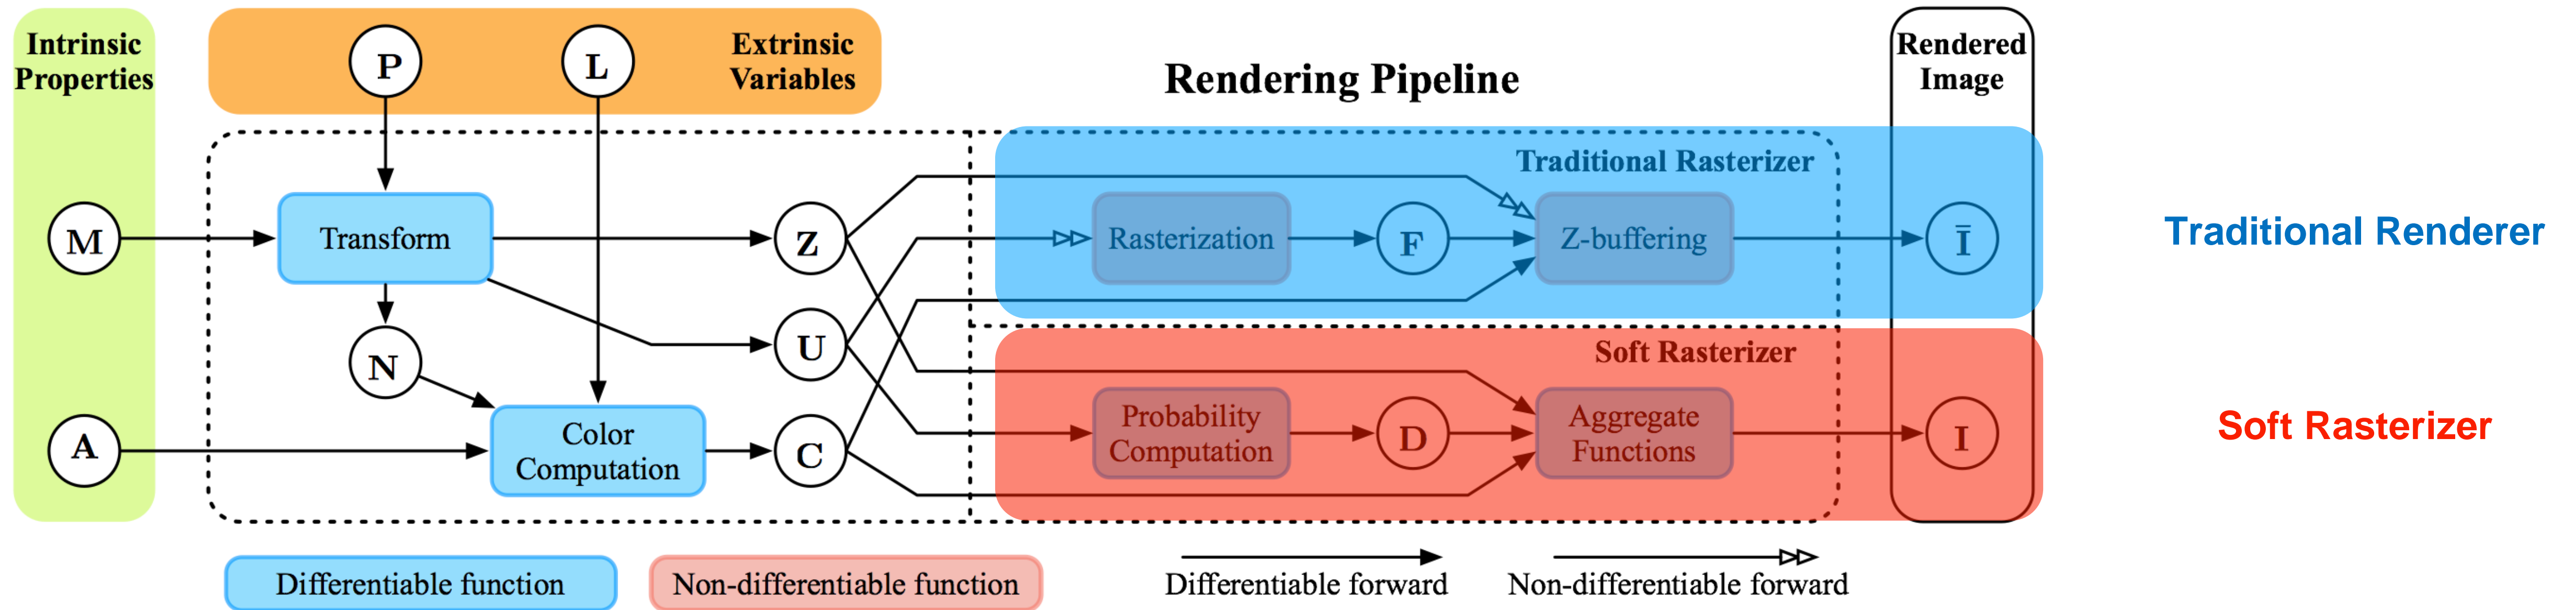 Intrinsic
Properties
P
L
Extrinsic
Variables
Rendering Pipeline
Rendered
Image
Traditional Rasterizer
M
Transform
Z
Rasterization
F
Z-buffering
Ī
Traditional Renderer
N
U
Soft Rasterizer
A
Color
Computation
C
Probability
Computation
D
Aggregate
Functions
I
Soft Rasterizer
Differentiable function
Non-differentiable function
Differentiable forward
Non-differentiable forward